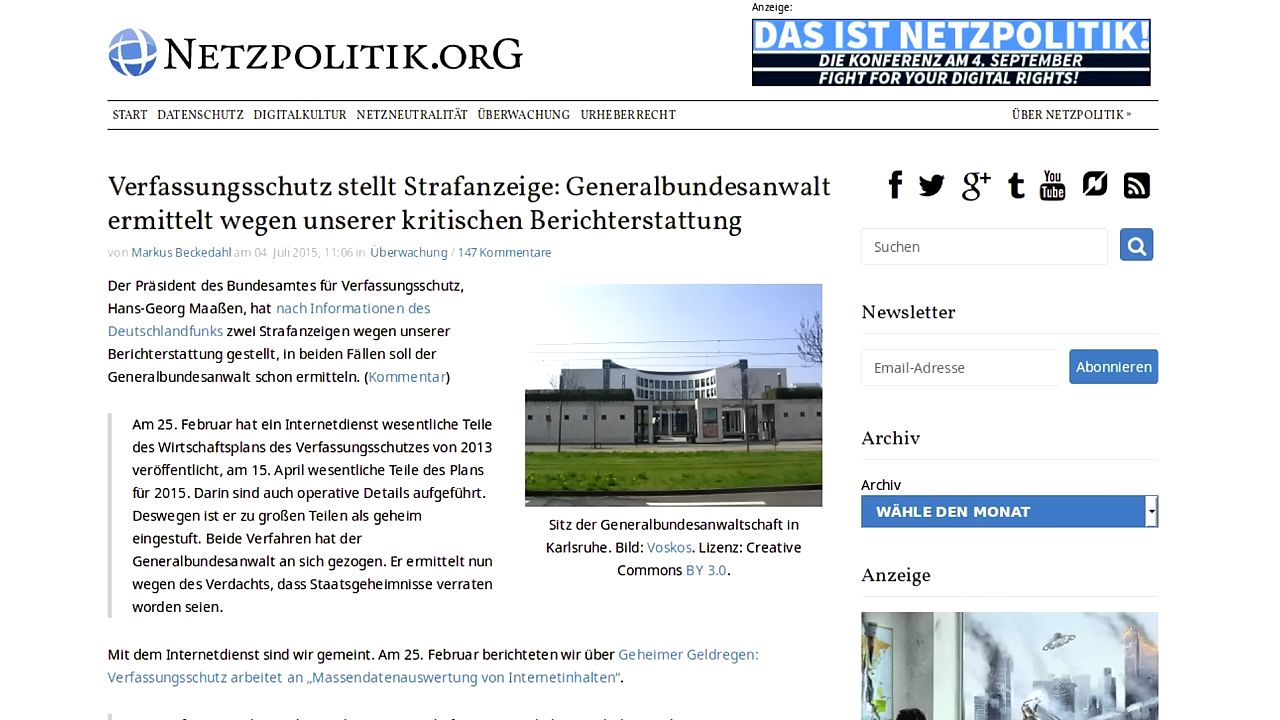 Anzeige:
NETZPOLITIK.ORG
DAS IST NETZPOLITIK!
DIE KONFERENZ AM 4. SEPTEMBER
FIGHT FOR YOUR DIGITAL RIGHTS!
START DATENSCHUTZ DIGITALKULTUR NETZNEUTRALITÄT ÜBERWACHUNG URHEBERRECHT ÜBER NETZPOLITIK »
Verfassungsschutz stellt Strafanzeige: Generalbundesanwalt
ermittelt wegen unserer kritischen Berichterstattung
von Markus Beckedahl am 04. Juli 2015, 11:06 in Überwachung / 147 Kommentare
Der Präsident des Bundesamtes für Verfassungsschutz,
Hans-Georg Maaßen, hat nach Informationen des
Deutschlandfunks zwei Strafanzeigen wegen unserer
Berichterstattung gestellt, in beiden Fällen soll der
Generalbundesanwalt schon ermitteln. (Kommentar)
Am 25. Februar hat ein Internetdienst wesentliche Teile
des Wirtschaftsplans des Verfassungsschutzes von 2013
veröffentlicht, am 15. April wesentliche Teile des Plans
für 2015. Darin sind auch operative Details aufgeführt.
Deswegen ist er zu großen Teilen als geheim
eingestuft. Beide Verfahren hat der
Generalbundesanwalt an sich gezogen. Er ermittelt nun
wegen des Verdachts, dass Staatsgeheimnisse verraten
worden seien.
Sitz der Generalbundesanwaltschaft in
Karlsruhe. Bild: Voskos. Lizenz: Creative
Commons BY 3.0.
Mit dem Internetdienst sind wir gemeint. Am 25. Februar berichteten wir über Geheimer Geldregen:
Verfassungsschutz arbeitet an „Massendatenauswertung von Internetinhalten“.
You
Tube
Suchen
Newsletter
Email-Adresse
Abonnieren
Archiv
Archiv
WÄHLE DEN MONAT
Anzeige